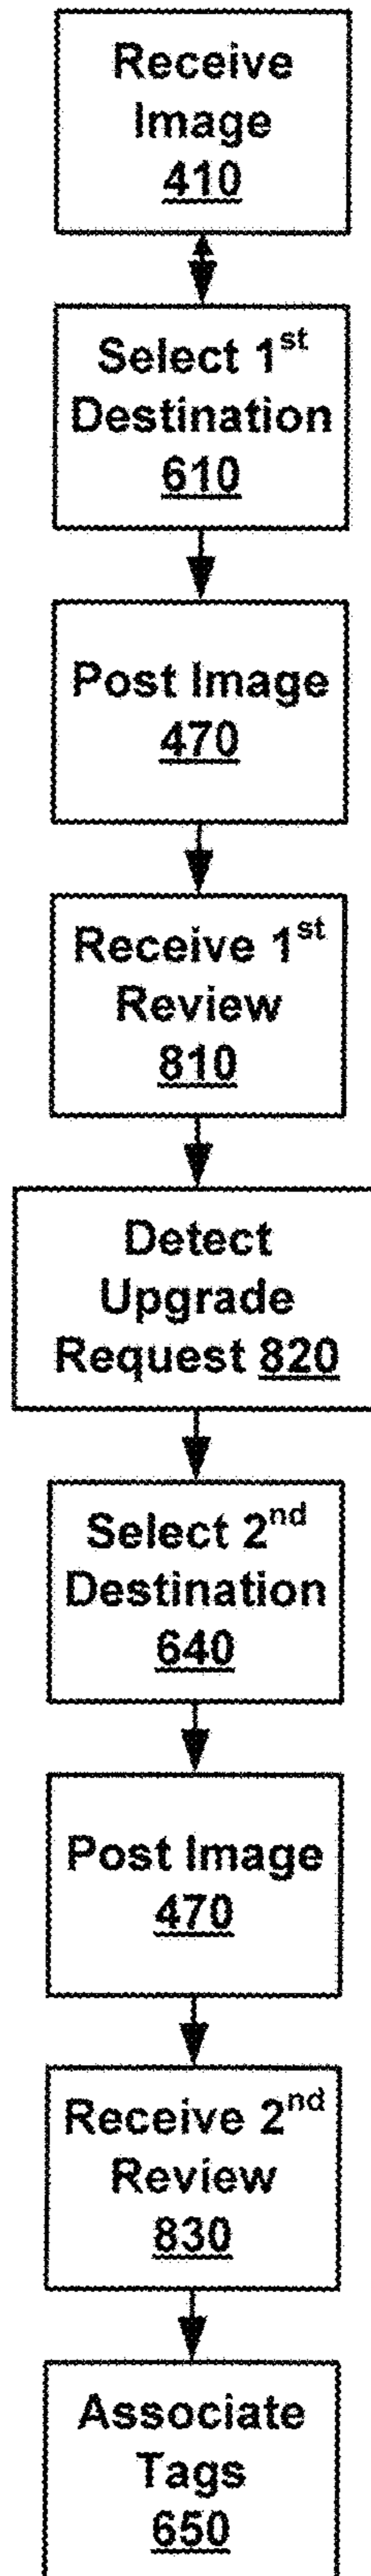 Receive
Image
410
Select 1st
Destination
610
Post Image
470
Receive 1st
Review
810
Detect
Upgrade
Request 820
Select 2nd
Destination
640
Post Image
470
Receive 2nd
Review
830
Associate
Tags
650